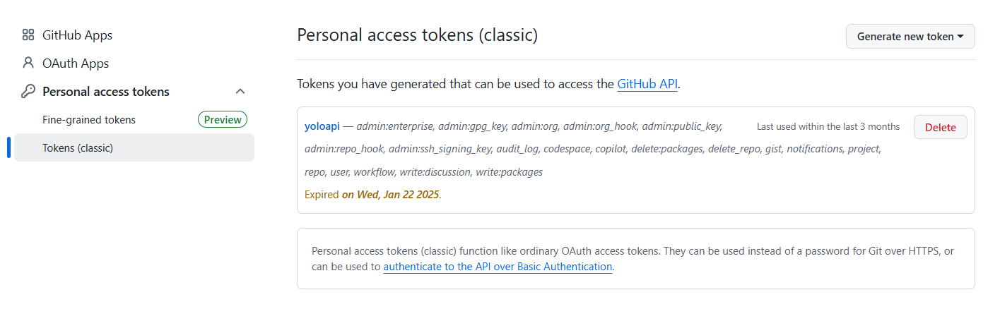 GitHub Apps
OAuth Apps
Personal access tokens
Fine-grained tokens
Preview
Tokens (classic)
Personal access tokens (classic)
Generate new token
Tokens you have generated that can be used to access the GitHub API.
yoloapi — admin:enterprise, admin:gpg_key, admin:org, admin:org_hook, admin:public_key,
Last used within the last 3 months
Delete
admin:repo_hook, admin:ssh_signing_key, audit_log, codespace, copilot, delete:packages, delete_repo, gist, notifications, project,
repo, user, workflow, write:discussion, write:packages
Expired on Wed, Jan 22 2025.
Personal access tokens (classic) function like ordinary OAuth access tokens. They can be used instead of a password for Git over HTTPS, or
can be used to authenticate to the API over Basic Authentication.